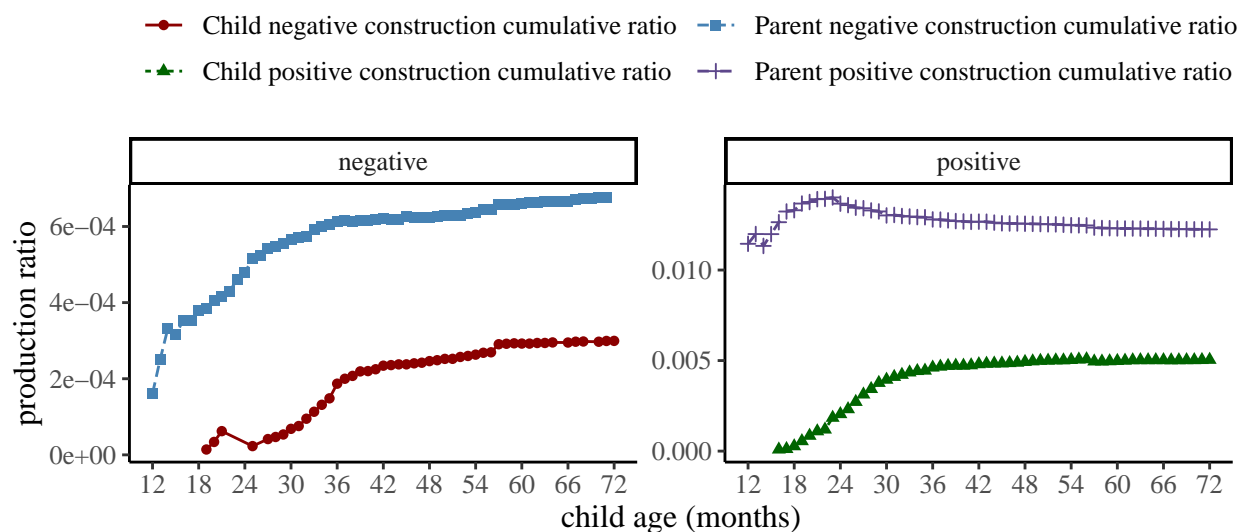 Child negative construction cumulative ratio Parent negative construction cumulative ratio
Child positive construction cumulative ratio Parent positive construction cumulative ratio
negative positive
production ratio
6e−04
4e−04
2e−04
0e+00
0.010
0.005
0.000
12 18 24 30 36 42 48 54 60 66 72 12 18 24 30 36 42 48 54 60 66 72
child age (months)